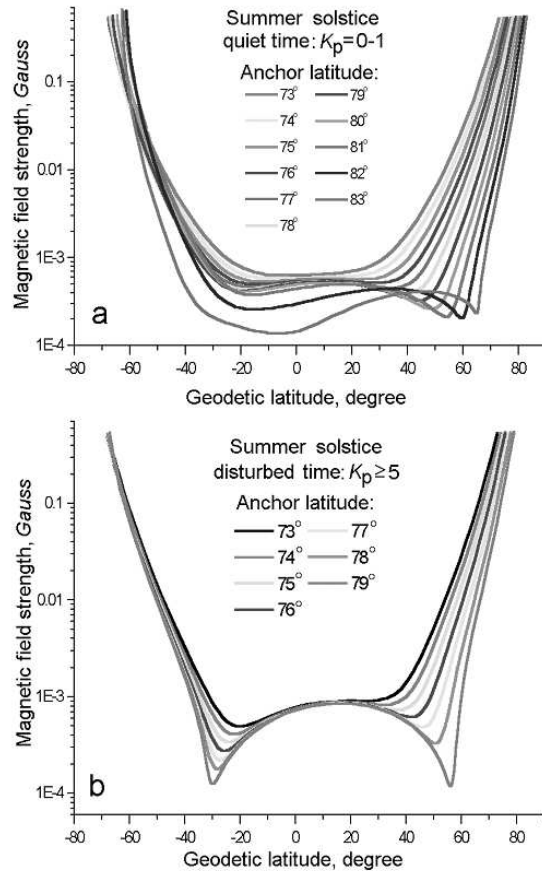 Summer solstice
quiet time: Kp=0-1
Anchor latitude:
73° 79°
74° 80°
75° 81°
76° 82°
77° 83°
78°
Magnetic field strength, Gauss
0.1
0.01
1E-3
1E-4
a
-80 -60 -40 -20 0 20 40 60 80
Geodetic latitude, degree
Summer solstice
disturbed time: Kp≥5
Anchor latitude:
73° 77°
74° 78°
75° 79°
76°
Magnetic field strength, Gauss
0.1
0.01
1E-3
1E-4
b
-80 -60 -40 -20 0 20 40 60 80
Geodetic latitude, degree